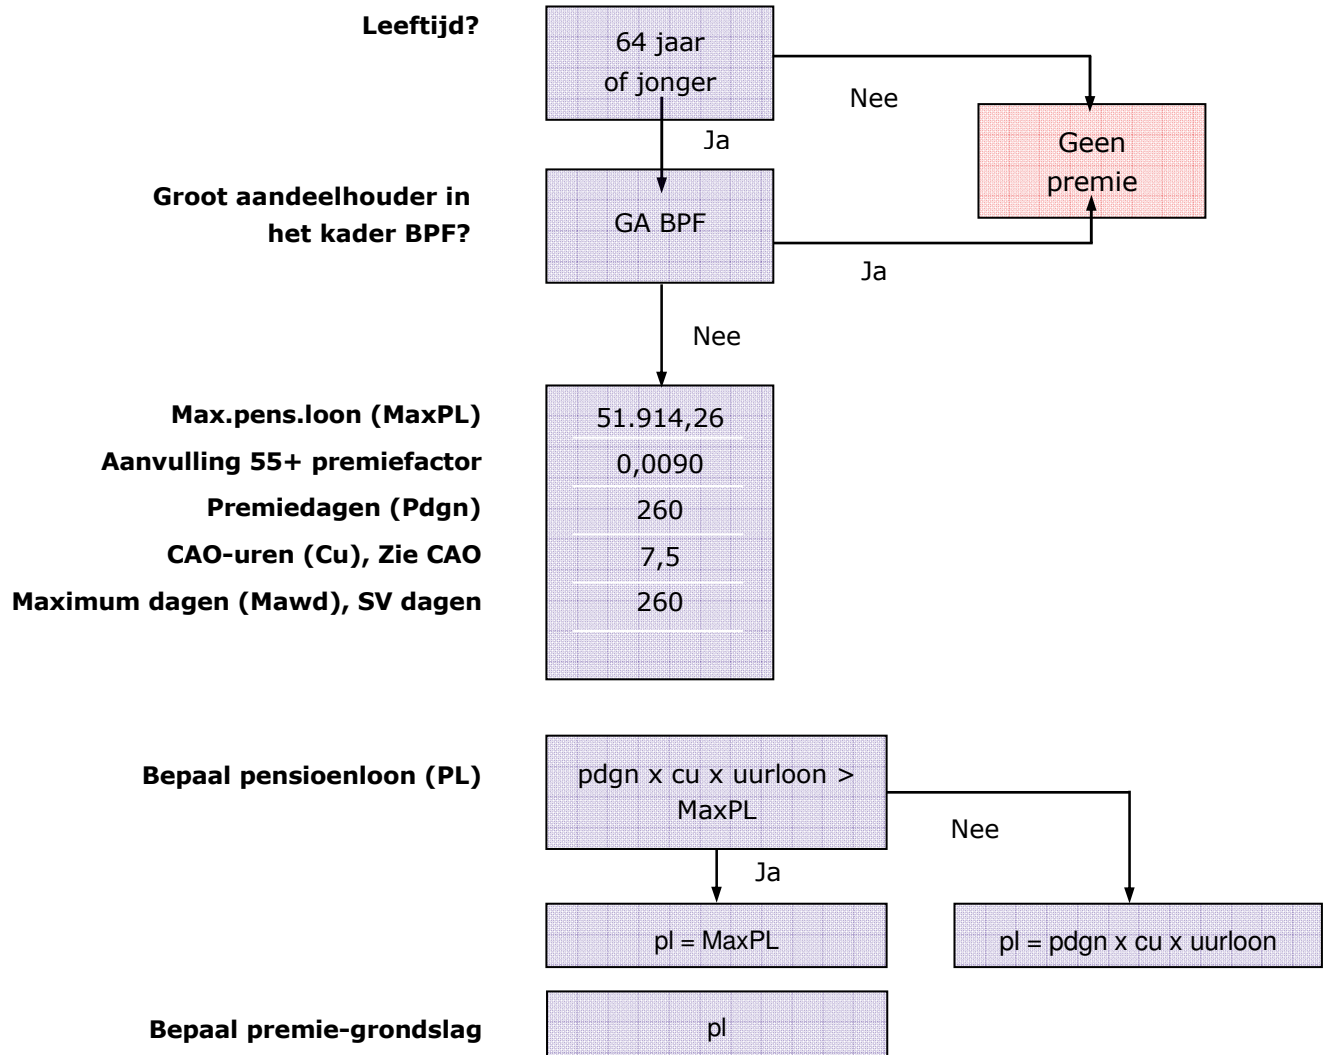 Leeftijd?
64 jaar
of jonger
Nee
Ja
Geen
premie
Groot aandeelhouder in
het kader BPF?
GA BPF
Ja
Nee
Max.pens.loon (MaxPL) 51.914,26
Aanvulling 55+ premiefactor 0,0090
Premiedagen (Pdgn) 260
CAO-uren (Cu), Zie CAO 7,5
Maximum dagen (Mawd), SV dagen 260
Bepaal pensioenloon (PL)
pdgn x cu x uurloon >
MaxPL
Nee
Ja
pl = MaxPL
pl = pdgn x cu x uurloon
Bepaal premie-grondslag
pl